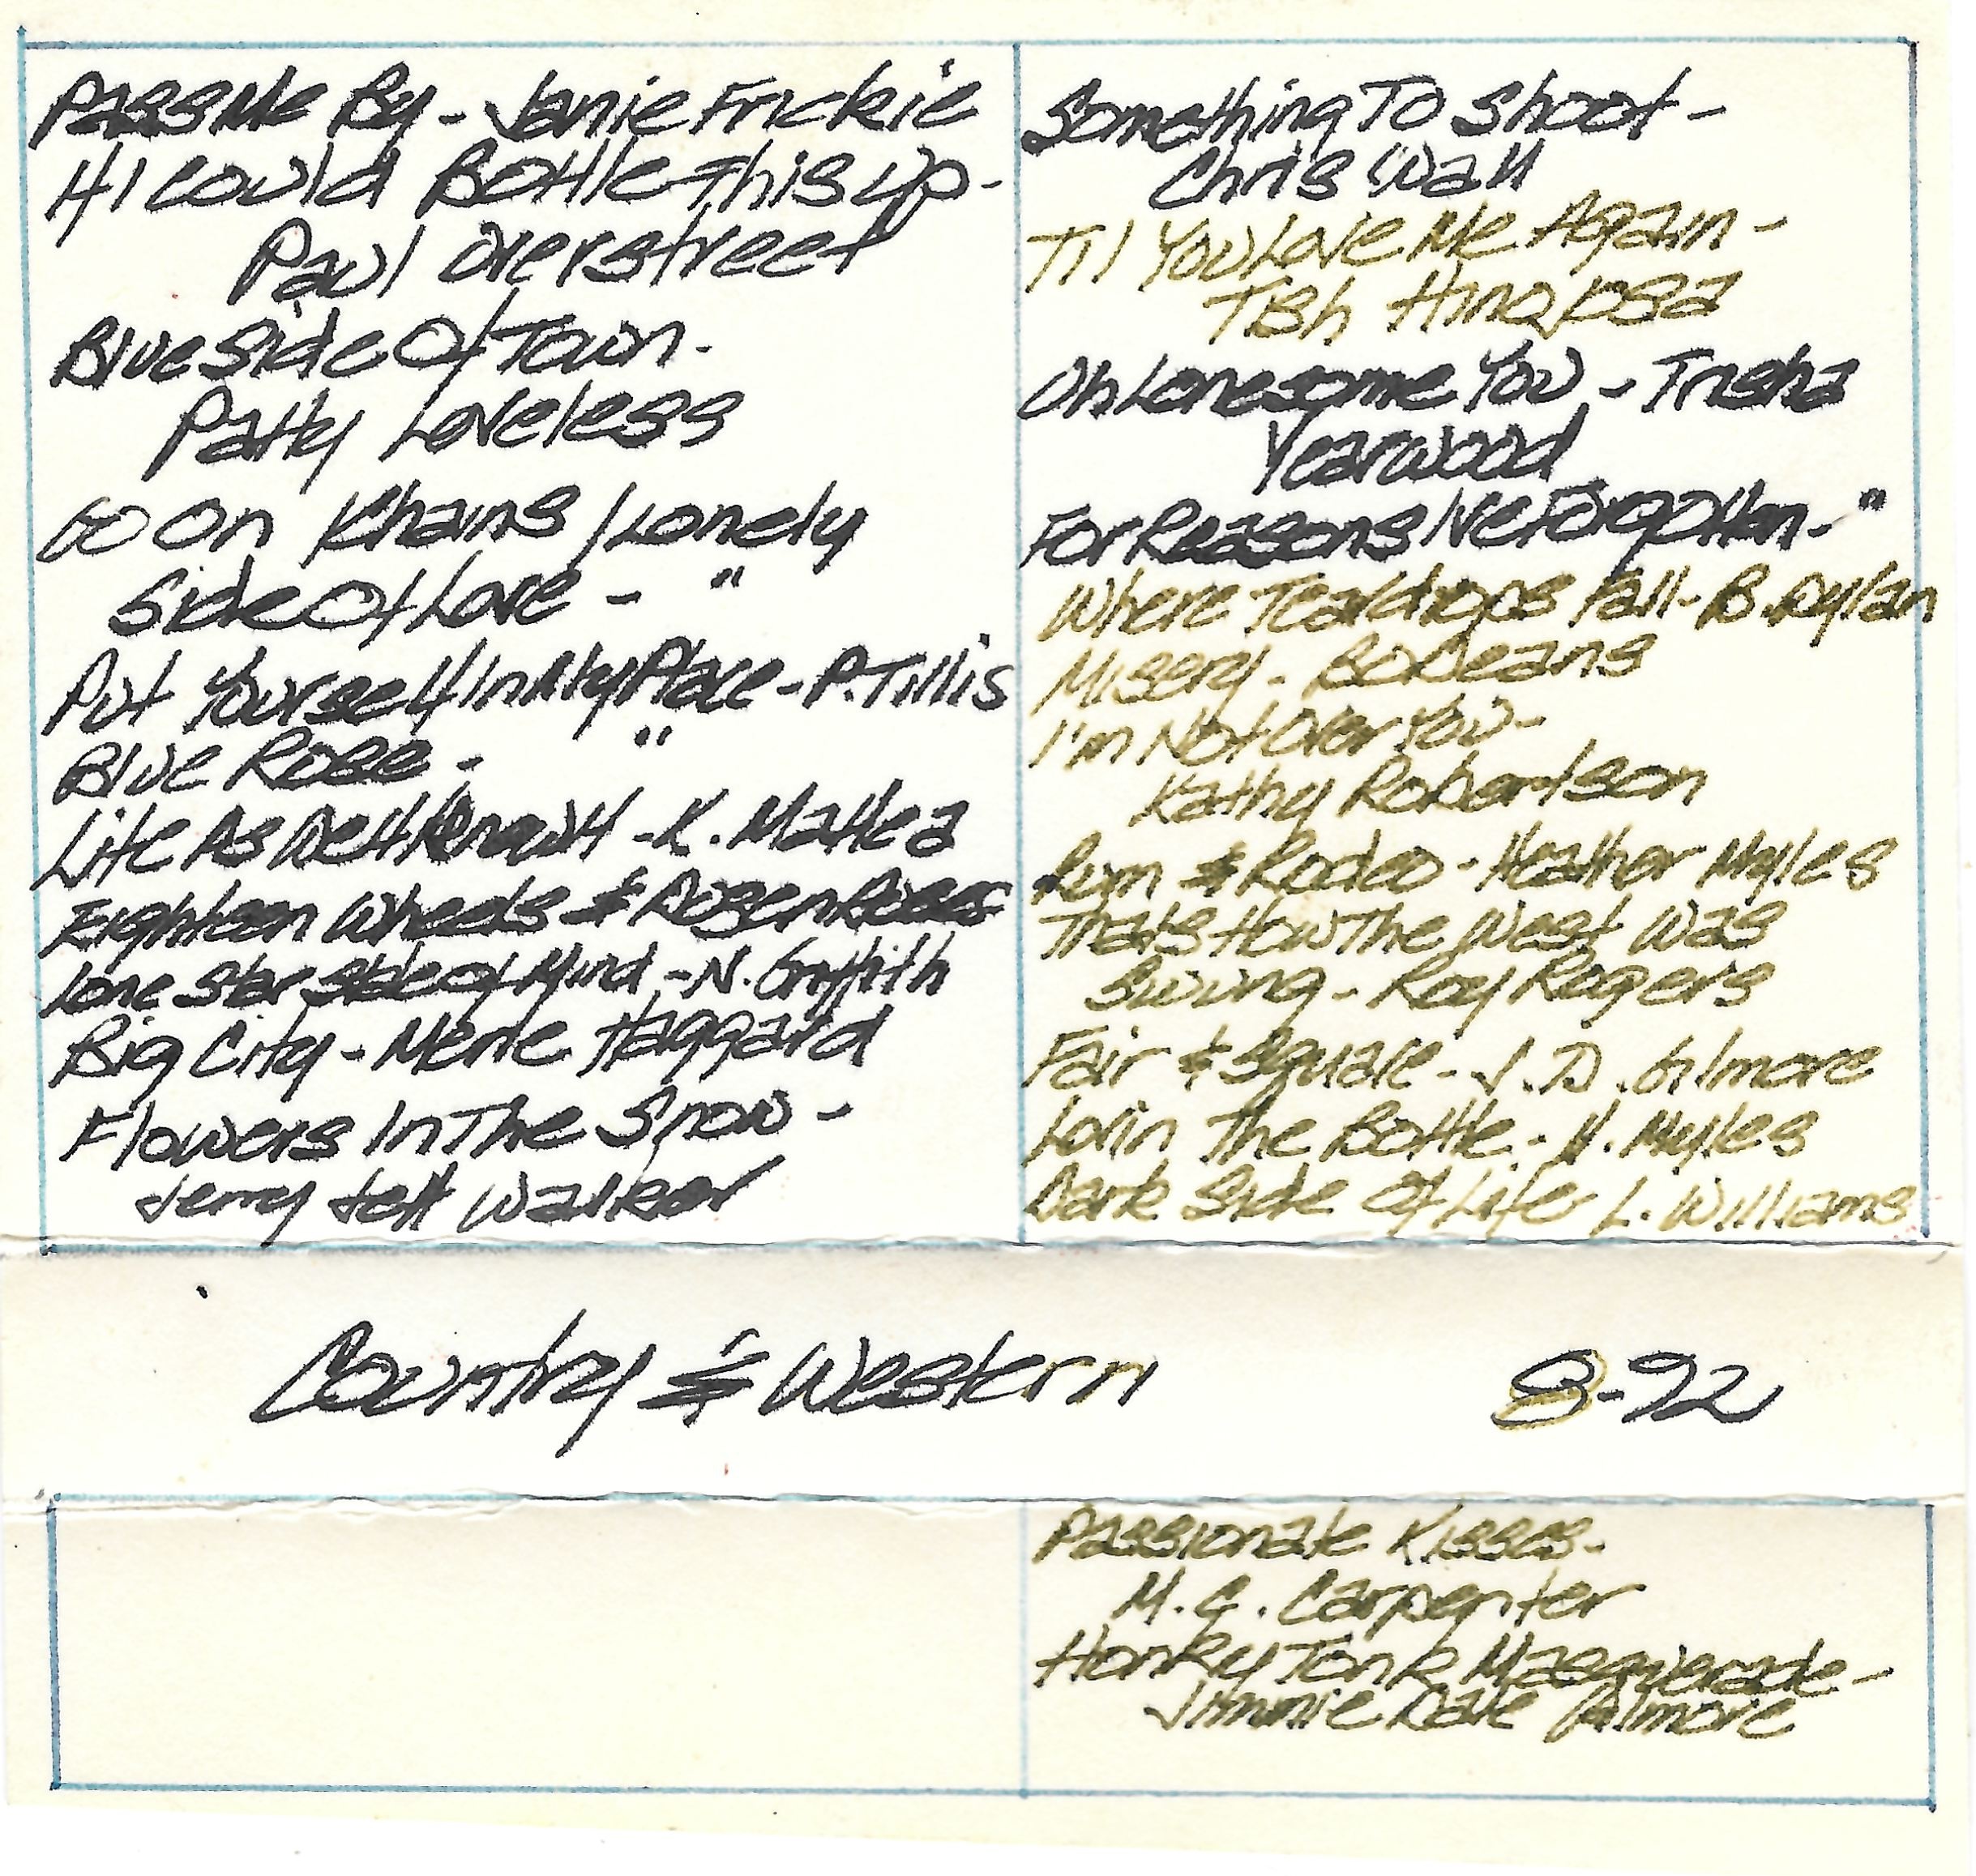 Pass Me By - Janie Frickie
If I Could Bottle This Up -
Paul Overstreet
Blue Side Of Town -
Patty Loveless
Go On / Chains / Lonely
Side Of Love - "
Put Yourself In My Place - P. Tillis
Blue Rose - "
Life As We Knew It - K. Mattea
Eighteen Wheels & Dozen Roses
Lone Star State of Mind - N. Griffith
Big City - Merle Haggard
Flowers In The Snow -
Jerry Jeff Walker
Something To Shoot -
Chris Wall
Til You Love Me Again -
Tish Hinojosa
Oh Lonesome You - Trisha
Yearwood
For Reasons I've Forgotten - "
Where Teardrops Fall - B. Dylan
Misery - BoDeans
I'm Not Over You -
Kathy Robertson
Rum & Rodeo - Heather Myles
Thats How The West Was
Swung - Roy Rogers
Fair & Square - J. D. Gilmore
Lovin The Bottle - H. Myles
Dark Side Of Life L. Williams
Country & Western 8-92
Passionate Kisses -
M. C. Carpenter
Honky Tonk Masquerade -
Jimmie Dale Gilmore